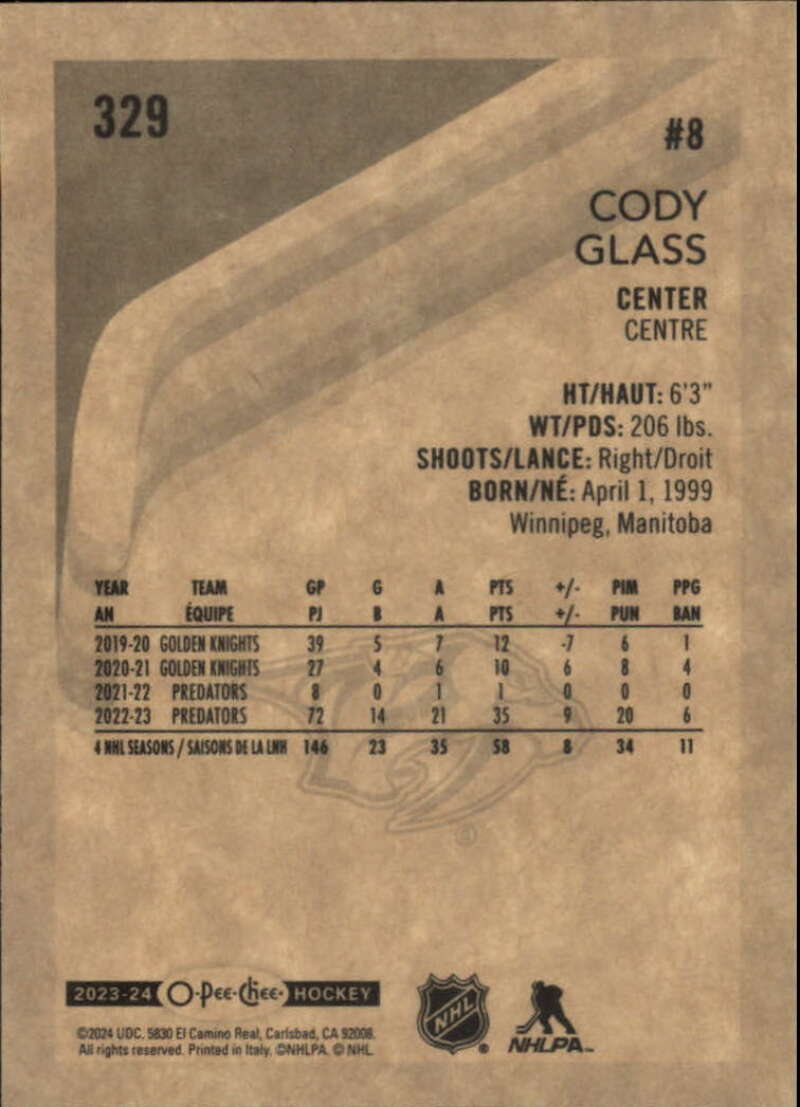 329
#8
CODY
GLASS
CENTER
CENTRE
HT/HAUT: 6'3"
WT/PDS: 206 lbs.
SHOOTS/LANCE: Right/Droit
BORN/NÉ: April 1, 1999
Winnipeg, Manitoba
YEAR TEAM GP G A PTS +/- PIM PPG
AN ÉQUIPE PJ B A PTS +/- PUN BAN
2019-20 GOLDEN KNIGHTS 39 5 7 12 -7 6 1
2020-21 GOLDEN KNIGHTS 27 4 6 10 6 8 4
2021-22 PREDATORS 8 0 1 1 0 0 0
2022-23 PREDATORS 72 14 21 35 9 20 6
4 NHL SEASONS / SAISONS DE LA LNH 146 23 35 58 8 34 11
2023-24 O-Pee-Chee- HOCKEY
©2024 UDC. 5830 El Camino Real, Carlsbad, CA 92008.
All rights reserved. Printed in Italy. ©NHLPA. © NHL.
NHL
NHLPA™